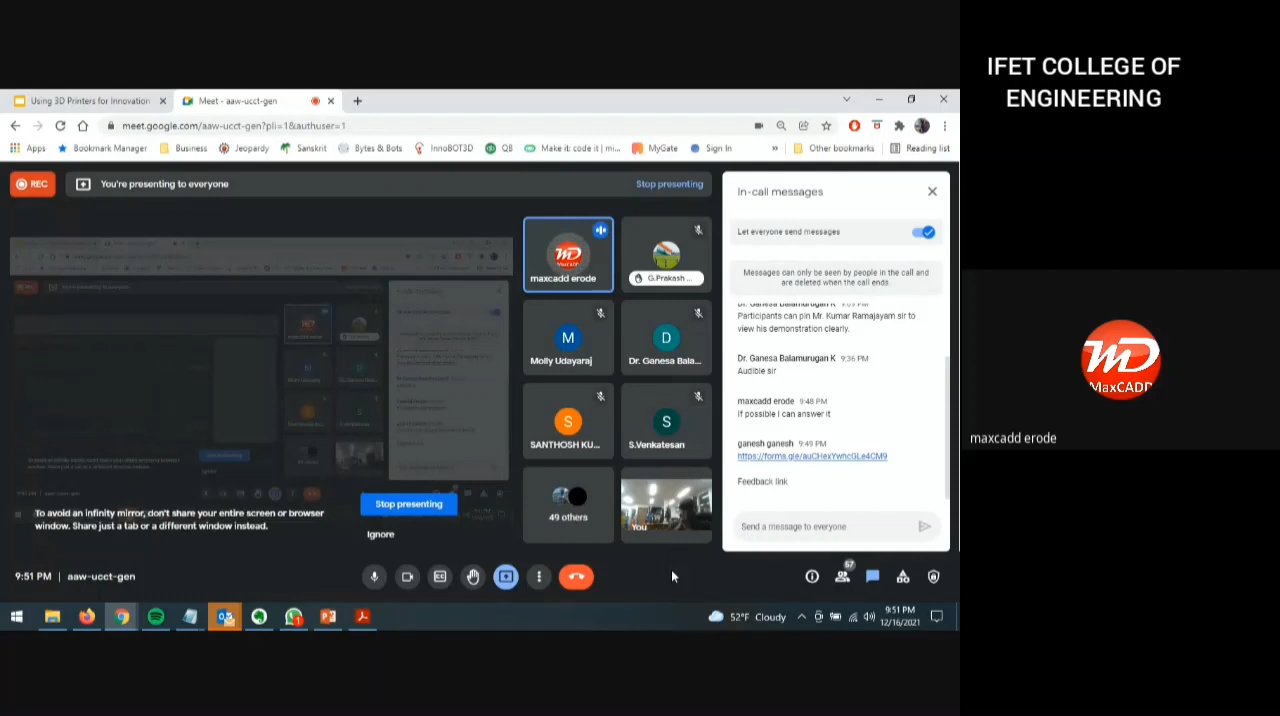 IFET COLLEGE OF
ENGINEERING
Using 3D Printers for Innovation
Meet - aaw-ucct-gen
meet.google.com/aaw-ucct-gen?pli=1&authuser=1
Apps
Bookmark Manager
Business
Jeopardy
Sanskrit
Bytes & Bots
InnoBOT3D
QB
Make it: code it | mi...
MyGate
Sign In
»
Other bookmarks
Reading list
REC
You're presenting to everyone
Stop presenting
maxcadd erode
G.Prakash ...
Molly Udayaraj
Dr. Ganesa Bala...
SANTHOSH KU...
S.Venkatesan
49 others
You
To avoid an infinity mirror, don't share your entire screen or browser
window. Share just a tab or a different window instead.
Stop presenting
Ignore
In-call messages
Let everyone send messages
Messages can only be seen by people in the call and
are deleted when the call ends.
Dr. Ganesa Balamurugan K
Participants can pin Mr. Kumar Ramajayam sir to
view his demonstration clearly.
Dr. Ganesa Balamurugan K 9:36 PM
Audible sir
maxcadd erode 9:48 PM
If possible I can answer it
ganesh ganesh 9:49 PM
https://forms.gle/auCHexYwhcGLe4CM9
Feedback link
Send a message to everyone
9:51 PM | aaw-ucct-gen
67
52°F Cloudy
9:51 PM
12/16/2021
MaxCADD
maxcadd erode